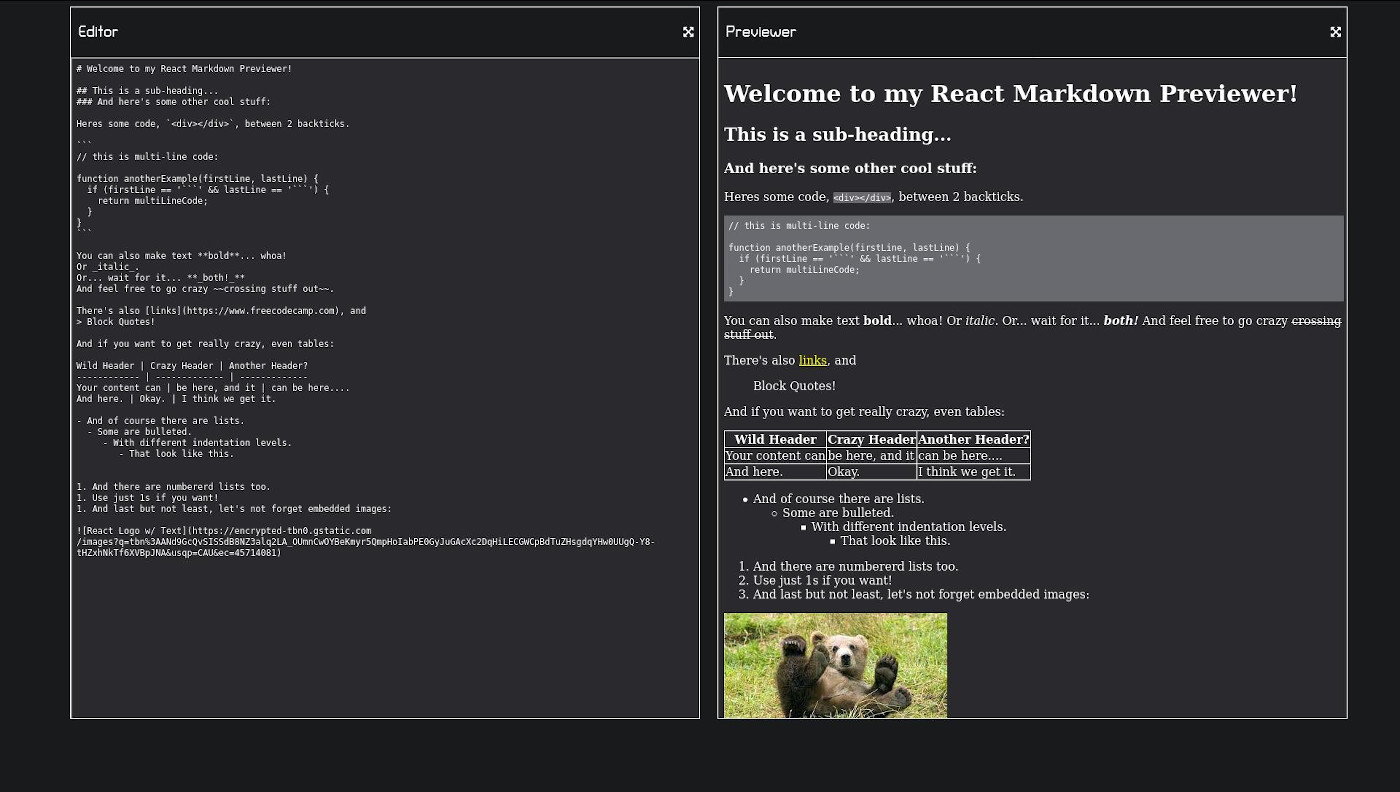 Editor
# Welcome to my React Markdown Previewer!
## This is a sub-heading...
### And here's some other cool stuff:
Heres some code, `<div></div>`, between 2 backticks.
```
// this is multi-line code:
function anotherExample(firstLine, lastLine) {
  if (firstLine == '```' && lastLine == '```') {
    return multiLineCode;
  }
}
```
You can also make text **bold**... whoa!
Or _italic_.
Or... wait for it... **_both!_**
And feel free to go crazy ~~crossing stuff out~~.
There's also [links](https://www.freecodecamp.com), and
> Block Quotes!
And if you want to get really crazy, even tables:
Wild Header | Crazy Header | Another Header?
------------ | ------------- | -------------
Your content can | be here, and it | can be here....
And here. | Okay. | I think we get it.
- And of course there are lists.
  - Some are bulleted.
     - With different indentation levels.
        - That look like this.
1. And there are numbererd lists too.
1. Use just 1s if you want!
1. And last but not least, let's not forget embedded images:
![React Logo w/ Text](https://encrypted-tbn0.gstatic.com
/images?q=tbn%3AANd9GcQvSISSdB8NZ3alq2LA_OUmnCwOYBeKmyr5QmpHoIabPE0GyJuGAcXc2DqHiLECGWCpBdTuZHsgdqYHw0UUgQ-Y8-
tHZxhNkTf6XVBpJNA&usqp=CAU&ec=45714081)
Previewer
Welcome to my React Markdown Previewer!
This is a sub-heading...
And here's some other cool stuff:
Heres some code, <div></div>, between 2 backticks.
// this is multi-line code:
function anotherExample(firstLine, lastLine) {
  if (firstLine == '```' && lastLine == '```') {
    return multiLineCode;
  }
}
You can also make text bold... whoa! Or italic. Or... wait for it... both! And feel free to go crazy crossing
stuff out.
There's also links, and
Block Quotes!
And if you want to get really crazy, even tables:
Wild Header Crazy Header Another Header?
Your content can be here, and it can be here....
And here. Okay. I think we get it.
• And of course there are lists.
◦ Some are bulleted.
▪ With different indentation levels.
▪ That look like this.
1. And there are numbererd lists too.
2. Use just 1s if you want!
3. And last but not least, let's not forget embedded images: